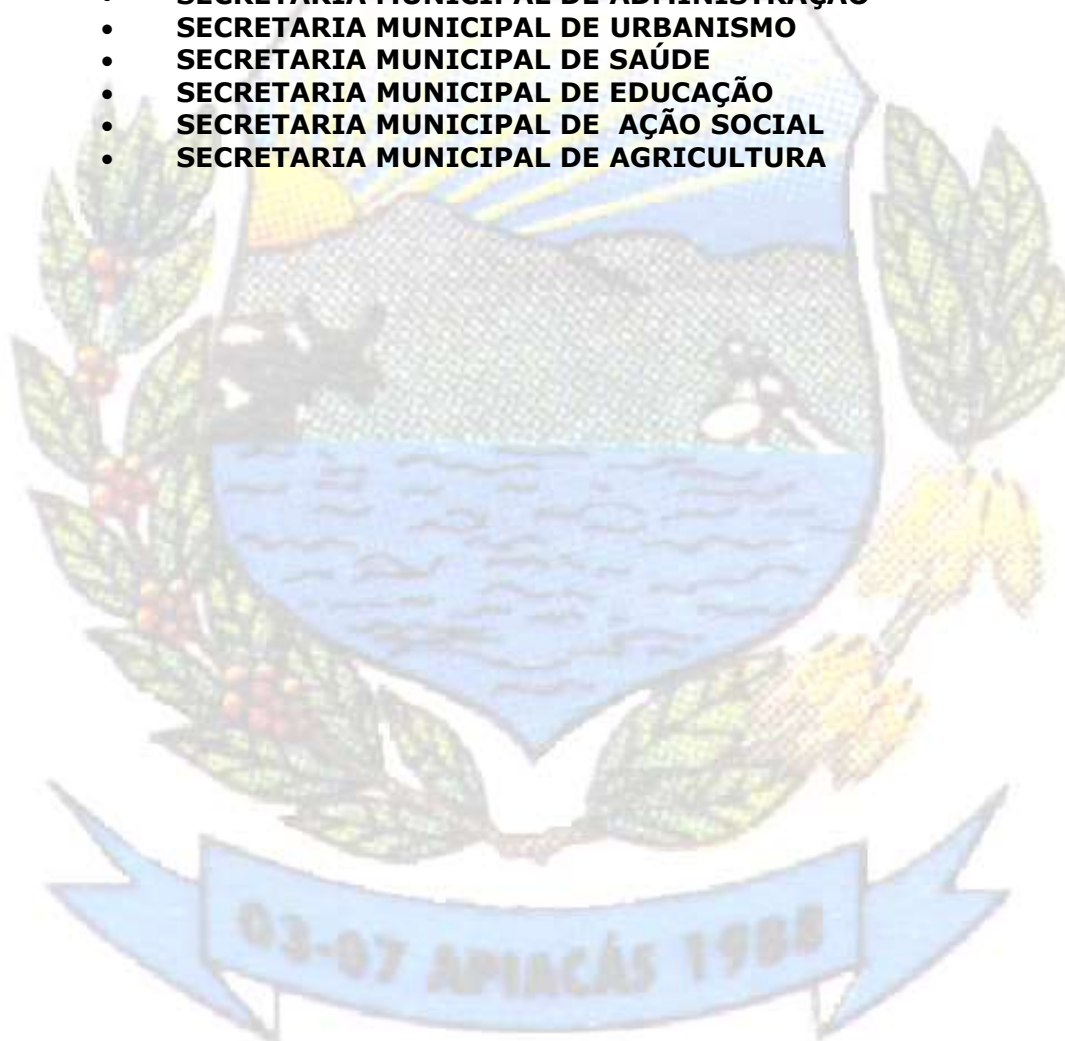 • SECRETARIA MUNICIPAL DE ADMINISTRAÇÃO
• SECRETARIA MUNICIPAL DE URBANISMO
• SECRETARIA MUNICIPAL DE SAÚDE
• SECRETARIA MUNICIPAL DE EDUCAÇÃO
• SECRETARIA MUNICIPAL DE  AÇÃO SOCIAL
• SECRETARIA MUNICIPAL DE AGRICULTURA
03-07 APIACÁS 1988